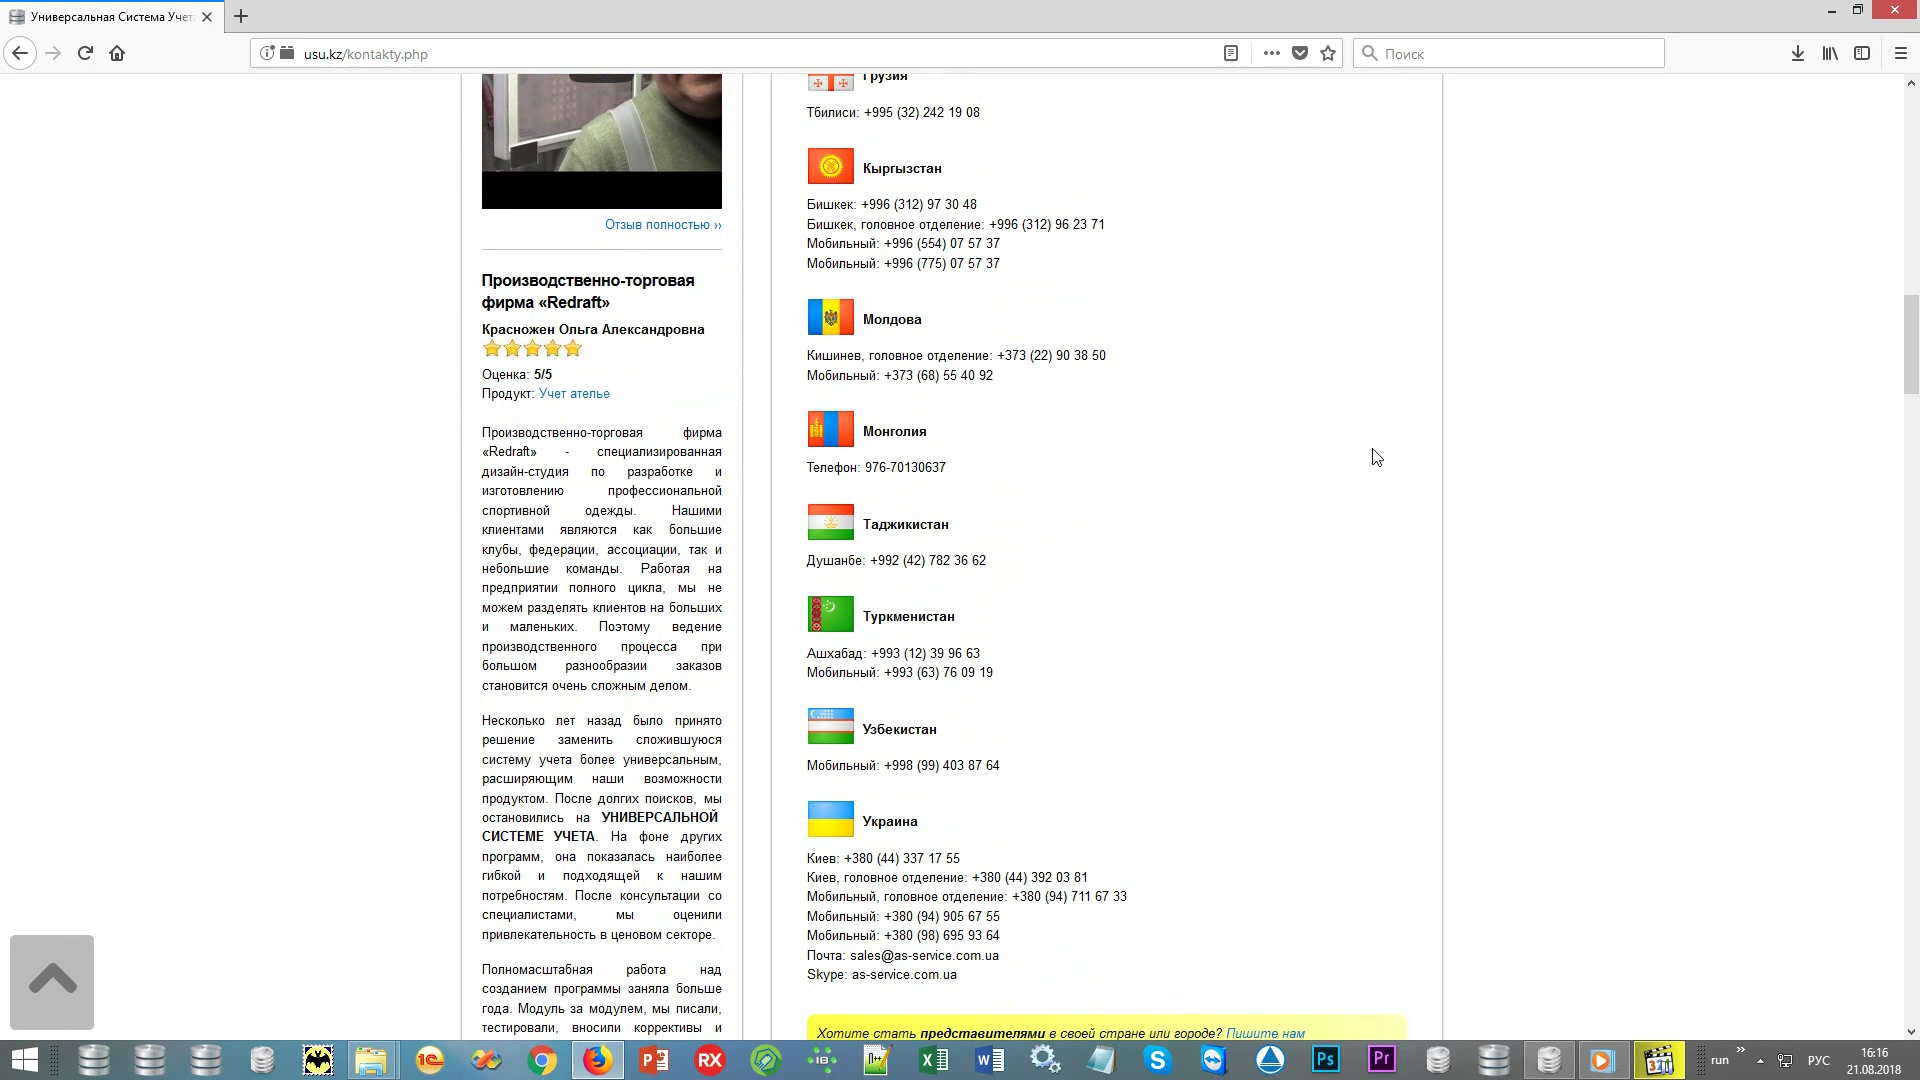 Универсальная Система Учет
usu.kz/kontakty.php
Поиск
Отзыв полностью ››
Производственно-торговая
фирма «Redraft»
Красножен Ольга Александровна
Оценка: 5/5
Продукт: Учет ателье
Производственно-торговая фирма
«Redraft» - специализированная
дизайн-студия по разработке и
изготовлению профессиональной
спортивной одежды. Нашими
клиентами являются как большие
клубы, федерации, ассоциации, так и
небольшие команды. Работая на
предприятии полного цикла, мы не
можем разделять клиентов на больших
и маленьких. Поэтому ведение
производственного процесса при
большом разнообразии заказов
становится очень сложным делом.
Несколько лет назад было принято
решение заменить сложившуюся
систему учета более универсальным,
расширяющим наши возможности
продуктом. После долгих поисков, мы
остановились на УНИВЕРСАЛЬНОЙ
СИСТЕМЕ УЧЕТА. На фоне других
программ, она показалась наиболее
гибкой и подходящей к нашим
потребностям. После консультации со
специалистами, мы оценили
привлекательность в ценовом секторе.
Полномасштабная работа над
созданием программы заняла больше
года. Модуль за модулем, мы писали,
тестировали, вносили коррективы и
Грузия
Тбилиси: +995 (32) 242 19 08
Кыргызстан
Бишкек: +996 (312) 97 30 48
Бишкек, головное отделение: +996 (312) 96 23 71
Мобильный: +996 (554) 07 57 37
Мобильный: +996 (775) 07 57 37
Молдова
Кишинев, головное отделение: +373 (22) 90 38 50
Мобильный: +373 (68) 55 40 92
Монголия
Телефон: 976-70130637
Таджикистан
Душанбе: +992 (42) 782 36 62
Туркменистан
Ашхабад: +993 (12) 39 96 63
Мобильный: +993 (63) 76 09 19
Узбекистан
Мобильный: +998 (99) 403 87 64
Украина
Киев: +380 (44) 337 17 55
Киев, головное отделение: +380 (44) 392 03 81
Мобильный, головное отделение: +380 (94) 711 67 33
Мобильный: +380 (94) 905 67 55
Мобильный: +380 (98) 695 93 64
Почта: sales@as-service.com.ua
Skype: as-service.com.ua
Хотите стать представителями в своей стране или городе? Пишите нам
run
РУС
16:16
21.08.2018